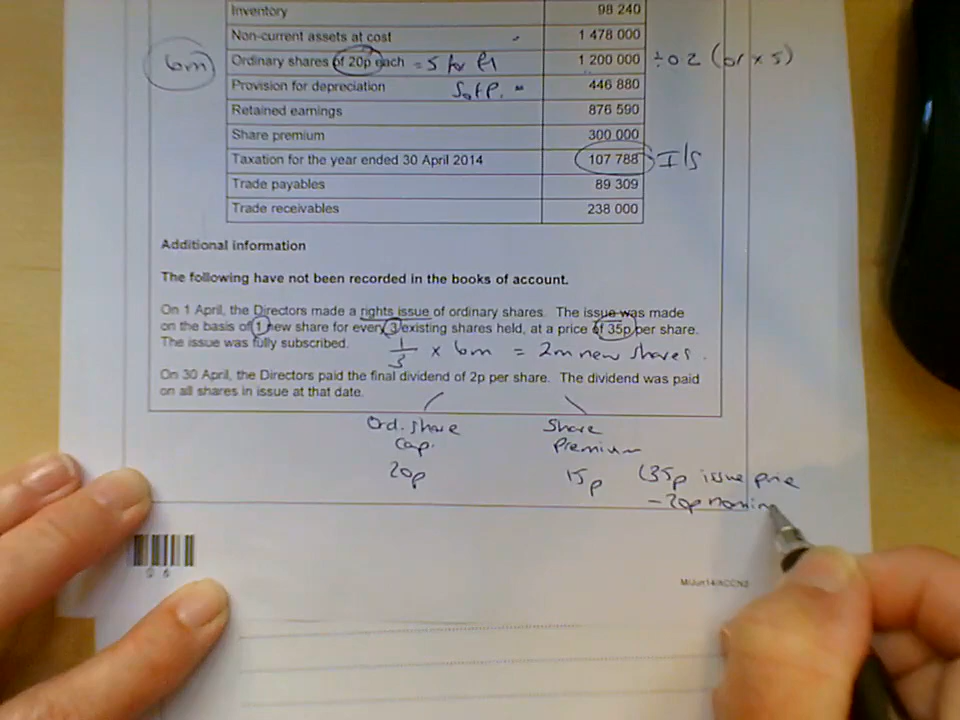 Inventory 98 240
Non-current assets at cost 1 478 000
6m Ordinary shares of 20p each = 5 for £1 1 200 000 ÷ 0.2 (or x 5)
Provision for depreciation S of P. 446 880
Retained earnings 876 590
Share premium 300 000
Taxation for the year ended 30 April 2014 107 788 I/S
Trade payables 89 309
Trade receivables 238 000
Additional information
The following have not been recorded in the books of account.
On 1 April, the Directors made a rights issue of ordinary shares. The issue was made
on the basis of 1 new share for every 3 existing shares held, at a price of 35p per share.
The issue was fully subscribed. 1/3 x 6m = 2m new shares.
On 30 April, the Directors paid the final dividend of 2p per share. The dividend was paid
on all shares in issue at that date.
Ord. share Share
Cap. Premium
20p 15p (35p issue price
- 20p nomin
0 6
M/Jun14/ACCN2